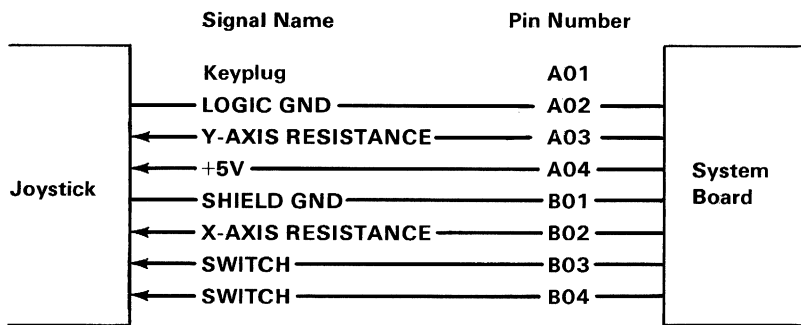 Signal Name Pin Number
Keyplug A01
LOGIC GND A02
Y-AXIS RESISTANCE A03
+5V A04
Joystick
System
Board
SHIELD GND B01
X-AXIS RESISTANCE B02
SWITCH B03
SWITCH B04